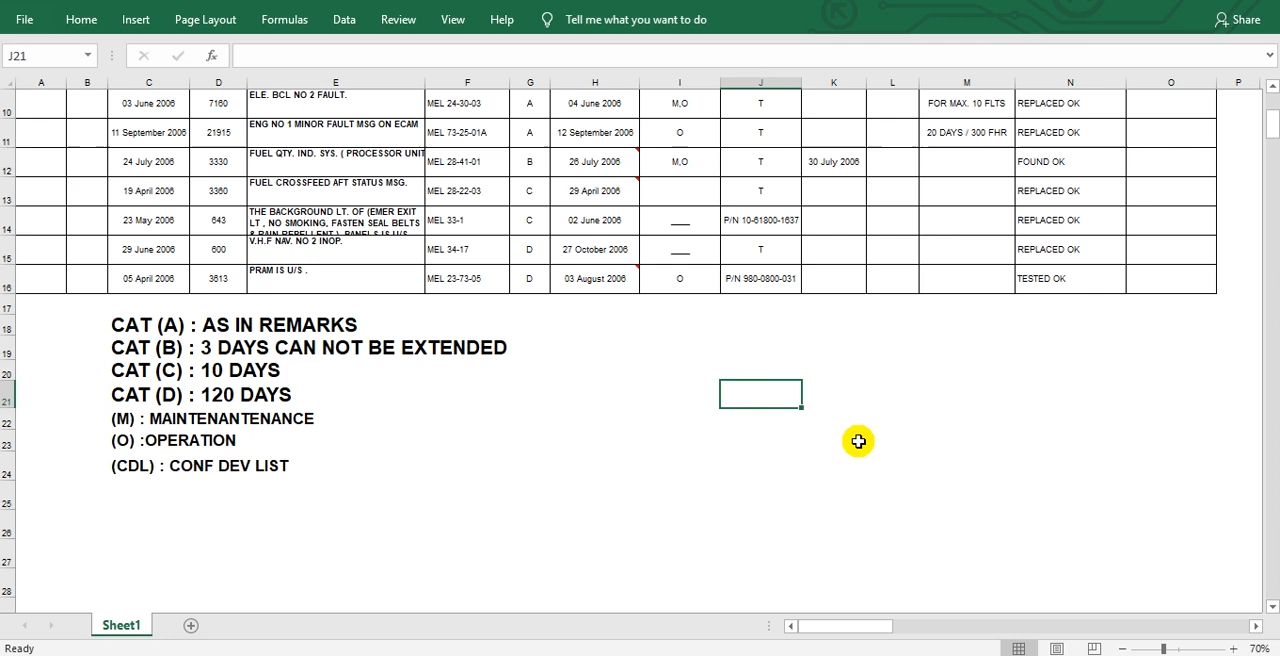 File Home Insert Page Layout Formulas Data Review View Help Tell me what you want to do Share
J21 fx
A B C D E F G H I J K L M N O P
10 03 June 2006 7160 ELE. BCL NO 2 FAULT. MEL 24-30-03 A 04 June 2006 M,O T FOR MAX. 10 FLTS REPLACED OK
11 11 September 2006 21915 ENG NO 1 MINOR FAULT MSG ON ECAM MEL 73-25-01A A 12 September 2006 O T 20 DAYS / 300 FHR REPLACED OK
12 24 July 2006 3330 FUEL QTY. IND. SYS. ( PROCESSOR UNIT MEL 28-41-01 B 26 July 2006 M,O T 30 July 2006 FOUND OK
13 19 April 2006 3360 FUEL CROSSFEED AFT STATUS MSG. MEL 28-22-03 C 29 April 2006 T REPLACED OK
14 23 May 2006 643 THE BACKGROUND LT. OF (EMER EXIT
LT , NO SMOKING, FASTEN SEAL BELTS
& RAIN REPELLENT ) PANELS IS U/S MEL 33-1 C 02 June 2006 ___ P/N 10-61800-1637 REPLACED OK
15 29 June 2006 600 V.H.F NAV. NO 2 INOP. MEL 34-17 D 27 October 2006 ___ T REPLACED OK
16 05 April 2006 3613 PRAM IS U/S . MEL 23-73-05 D 03 August 2006 O P/N 980-0800-031 TESTED OK
17
18 CAT (A) : AS IN REMARKS
19 CAT (B) : 3 DAYS CAN NOT BE EXTENDED
20 CAT (C) : 10 DAYS
21 CAT (D) : 120 DAYS
22 (M) : MAINTENANTENANCE
23 (O) :OPERATION
24 (CDL) : CONF DEV LIST
25
26
27
28
Sheet1
Ready 70%